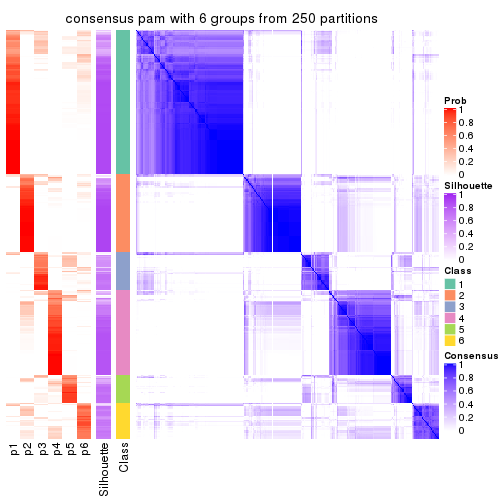 consensus pam with 6 groups from 250 partitions
Prob
1
0.8
0.6
0.4
0.2
0
Silhouette
1
0.8
0.6
0.4
0.2
0
Class
1
2
3
4
5
6
Consensus
1
0.8
0.6
0.4
0.2
0
p1
p2
p3
p4
p5
p6
Silhouette
Class